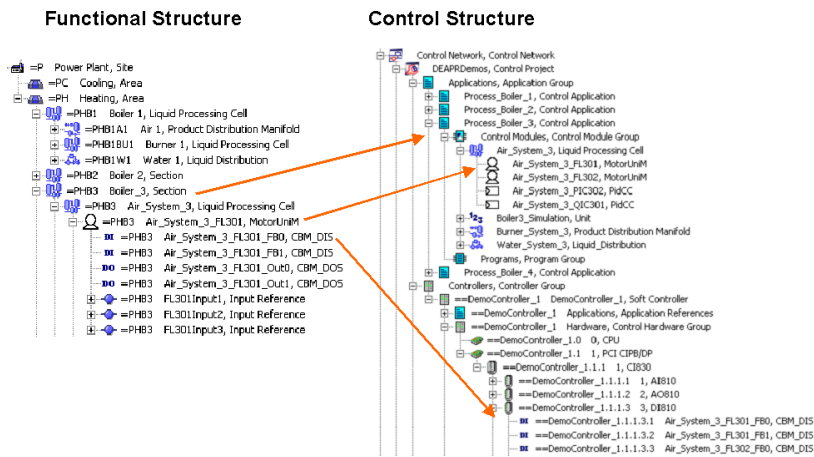 Functional Structure
=P Power Plant, Site
=PC Cooling, Area
=PH Heating, Area
=PHB1 Boiler 1, Liquid Processing Cell
=PHB1A1 Air 1, Product Distribution Manifold
=PHB1BU1 Burner 1, Liquid Processing Cell
=PHB1W1 Water 1, Liquid Distribution
=PHB2 Boiler 2, Section
=PHB3 Boiler_3, Section
=PHB3 Air_System_3, Liquid Processing Cell
=PHB3 Air_System_3_FL301, MotorUniM
DI =PHB3 Air_System_3_FL301_FB0, CBM_DIS
DI =PHB3 Air_System_3_FL301_FB1, CBM_DIS
DO =PHB3 Air_System_3_FL301_Out0, CBM_DOS
DO =PHB3 Air_System_3_FL301_Out1, CBM_DOS
=PHB3 FL301Input1, Input Reference
=PHB3 FL301Input2, Input Reference
=PHB3 FL301Input3, Input Reference
Control Structure
Control Network, Control Network
DEAPRDemos, Control Project
Applications, Application Group
Process_Boiler_1, Control Application
Process_Boiler_2, Control Application
Process_Boiler_3, Control Application
Control Modules, Control Module Group
Air_System_3, Liquid Processing Cell
Air_System_3_FL301, MotorUniM
Air_System_3_FL302, MotorUniM
Air_System_3_PIC302, PidCC
Air_System_3_QIC301, PidCC
Boiler3_Simulation, Unit
Burner_System_3, Product Distribution Manifold
Water_System_3, Liquid_Distribution
Programs, Program Group
Process_Boiler_4, Control Application
Controllers, Controller Group
==DemoController_1 DemoController_1, Soft Controller
==DemoController_1 Applications, Application References
==DemoController_1 Hardware, Control Hardware Group
==DemoController_1.0 0, CPU
==DemoController_1.1 1, PCI CIPB/DP
==DemoController_1.1.1 1, CI830
==DemoController_1.1.1.1 1, AI810
==DemoController_1.1.1.2 2, AO810
==DemoController_1.1.1.3 3, DI810
DI ==DemoController_1.1.1.3.1 Air_System_3_FL301_FB0, CBM_DIS
DI ==DemoController_1.1.1.3.2 Air_System_3_FL301_FB1, CBM_DIS
DI ==DemoController_1.1.1.3.3 Air_System_3_FL302_FB0, CBM_DIS